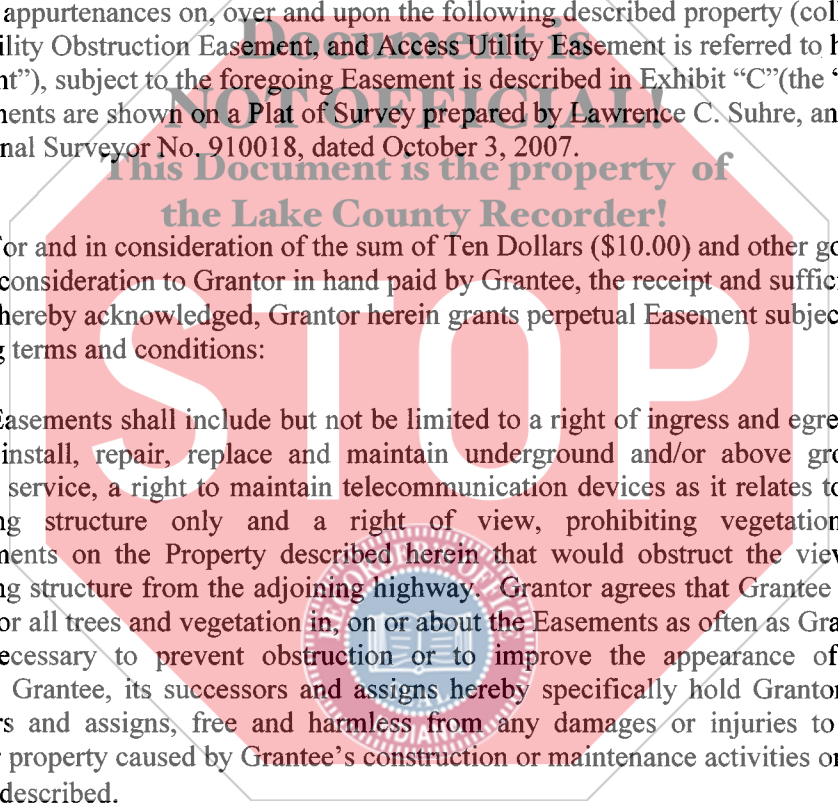 appurtenances on, over and upon the following described property (coll
ility Obstruction Easement, and Access Utility Easement is referred to h
Document is
nt”), subject to the foregoing Easement is described in Exhibit “C”(the ‘
nents are shown on a Plat of Survey prepared by Lawrence C. Suhre, an
NOT OFFICIAL!
nal Surveyor No. 910018, dated October 3, 2007.
This Document is the property of
the Lake County Recorder!
or and in consideration of the sum of Ten Dollars ($10.00) and other go
consideration to Grantor in hand paid by Grantee, the receipt and suffici
hereby acknowledged, Grantor herein grants perpetual Easement subjec
g terms and conditions:
STOP
Easements shall include but not be limited to a right of ingress and egre
install, repair, replace and maintain underground and/or above gro
service, a right to maintain telecommunication devices as it relates to
ng structure only and a right of view, prohibiting vegetation
nents on the Property described herein that would obstruct the view
ng structure from the adjoining highway. Grantor agrees that Grantee
or all trees and vegetation in, on or about the Easements as often as Gra
ecessary to prevent obstruction or to improve the appearance of
Grantee, its successors and assigns hereby specifically hold Grantor
rs and assigns, free and harmless from any damages or injuries to
r property caused by Grantee’s construction or maintenance activities or
described.